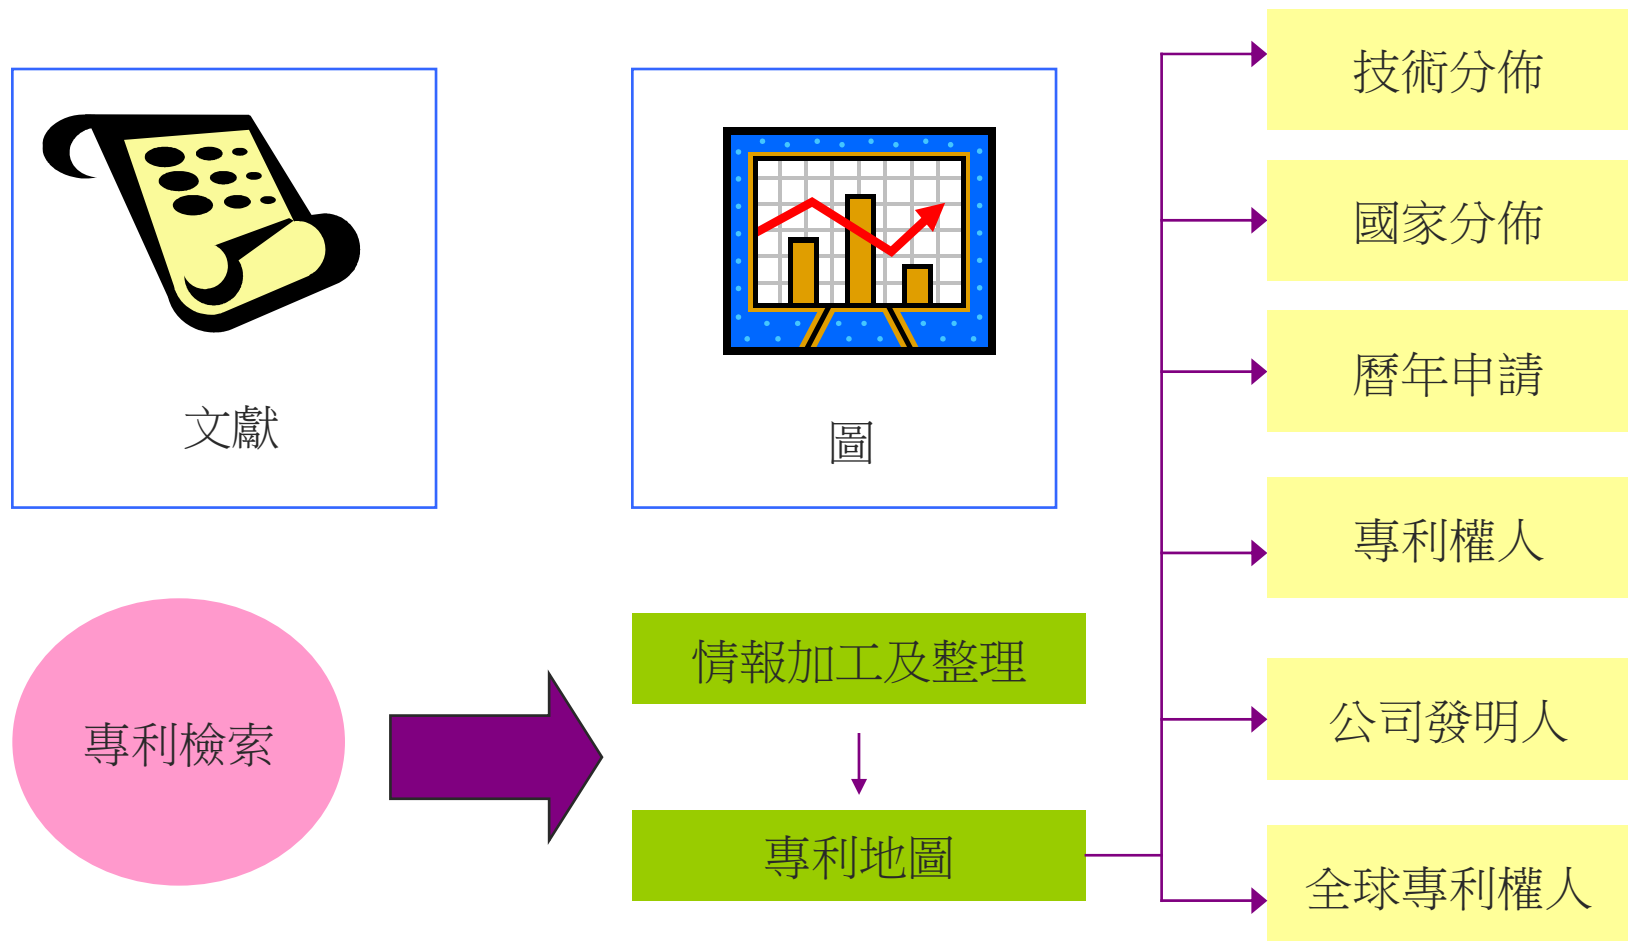 文獻
圖
專利檢索
情報加工及整理
專利地圖
技術分佈
國家分佈
曆年申請
專利權人
公司發明人
全球專利權人